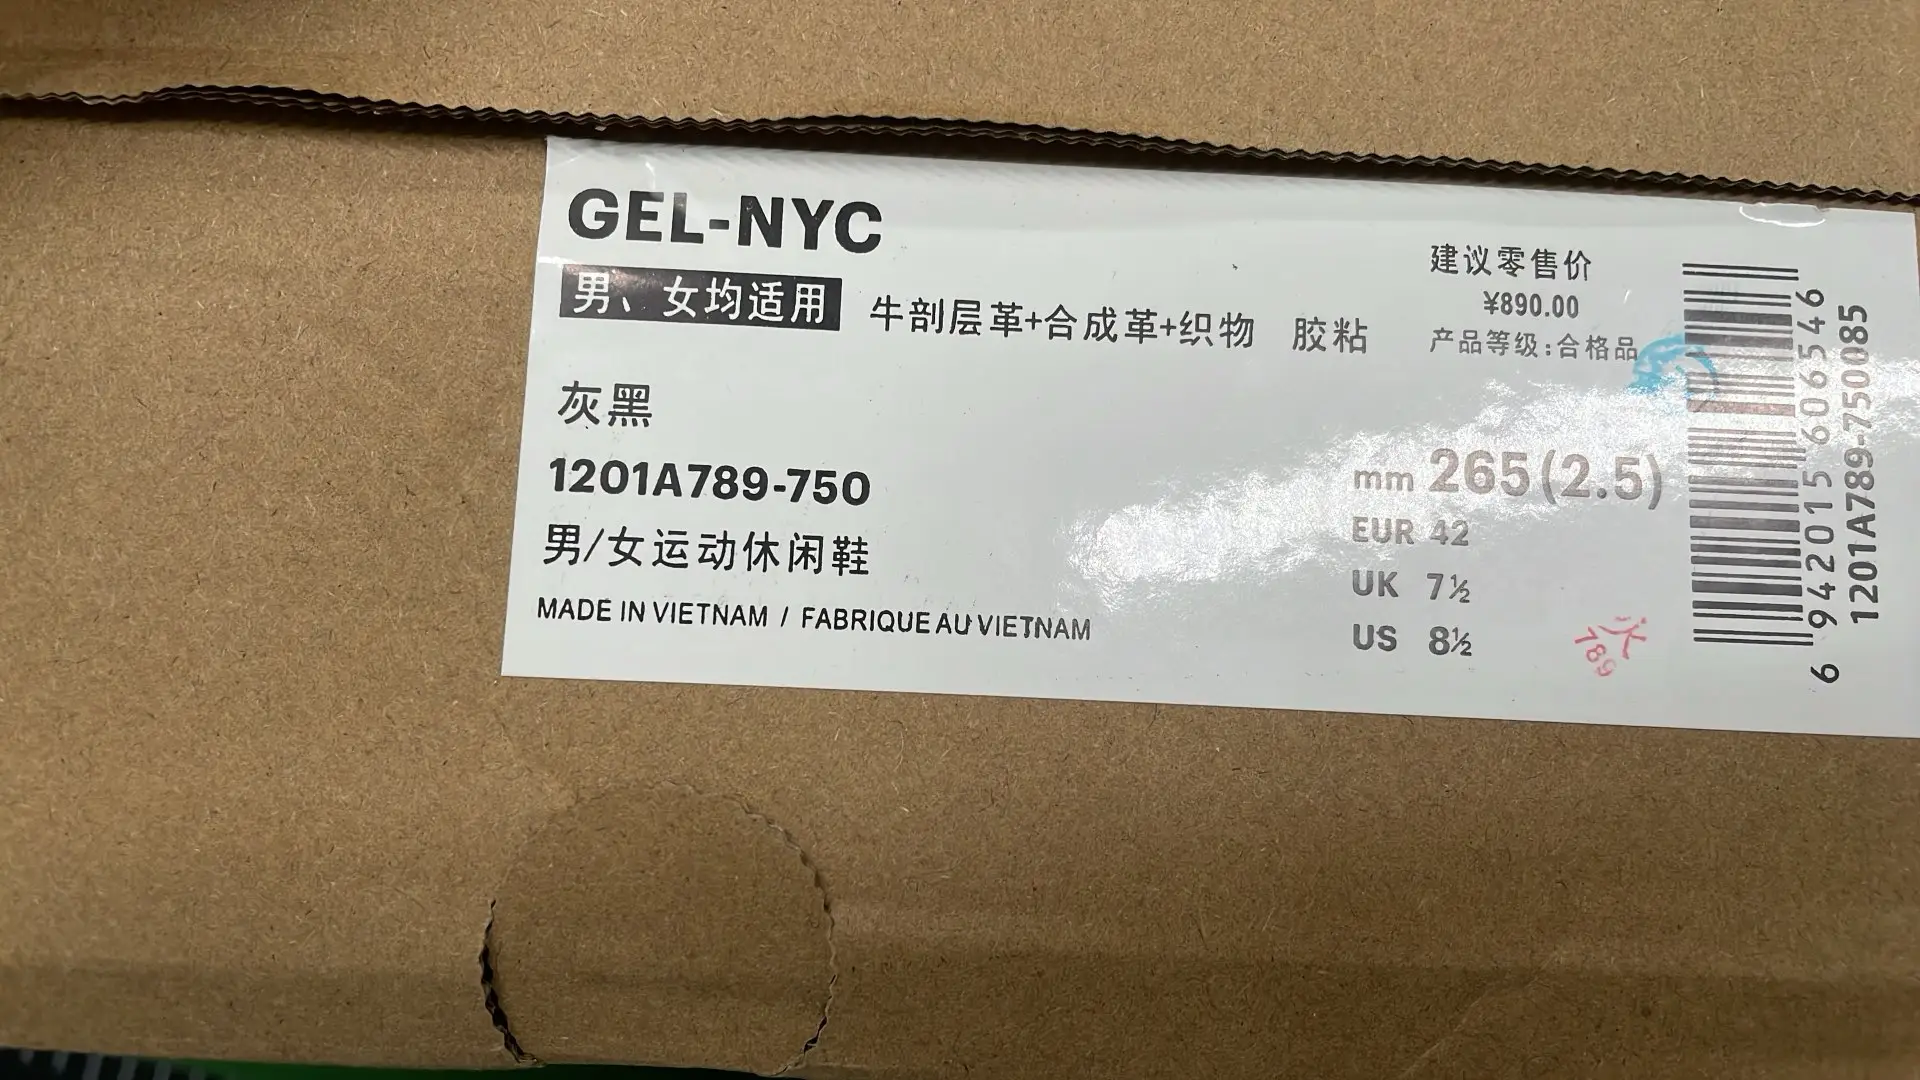 GEL-NYC
男、女均适用
牛剖层革+合成革+织物 胶粘
建议零售价
¥890.00
产品等级:合格品
灰黑
1201A789-750
男/女运动休闲鞋
MADE IN VIETNAM / FABRIQUE AU VIETNAM
mm 265(2.5)
EUR 42
UK 7½
US 8½
789
6 942015 6065546
1201A789-750085